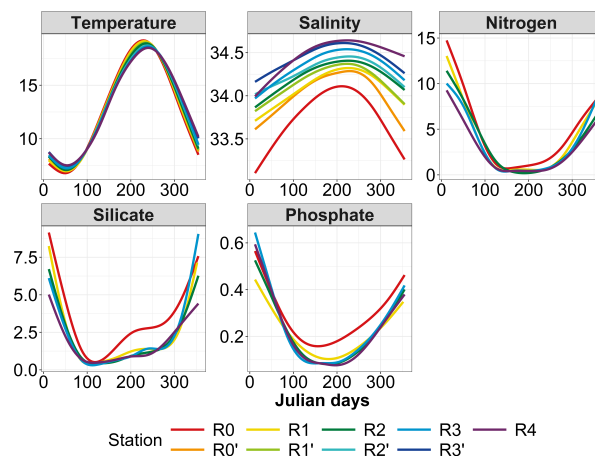 Temperature Salinity Nitrogen
15
10
0 100 200 300
34.5
34.0
33.5
0 100 200 300
15
10
5
0
0 100 200 300
Silicate Phosphate
7.5
5.0
2.5
0.0
0 100 200 300
0.6
0.4
0.2
0 100 200 300
Julian days
Station R0 R1 R2 R3 R4
R0' R1' R2' R3'